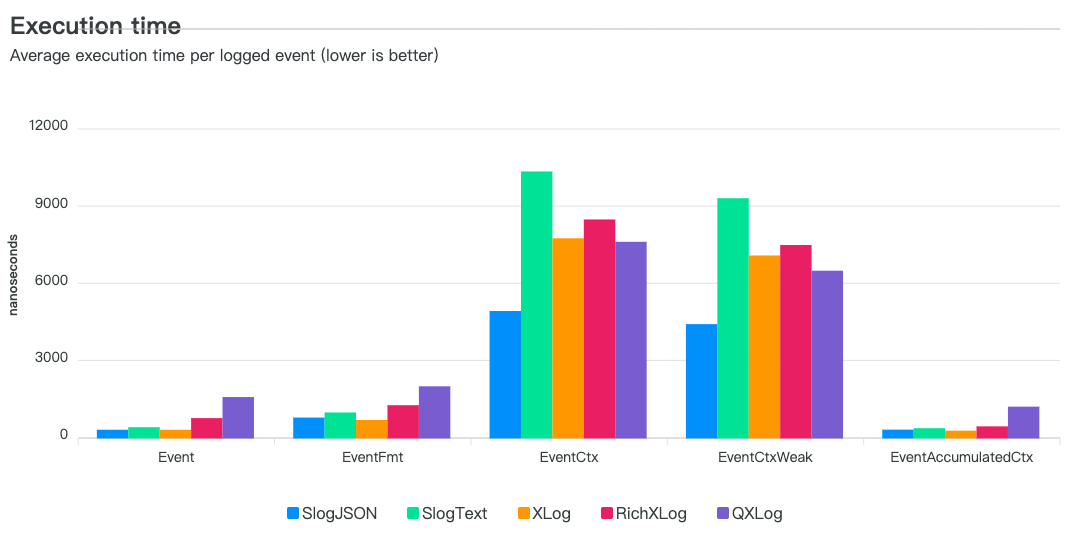 Execution time
Average execution time per logged event (lower is better)
12000
9000
6000
3000
0
nanoseconds
Event
EventFmt
EventCtx
EventCtxWeak
EventAccumulatedCtx
SlogJSON
SlogText
XLog
RichXLog
QXLog